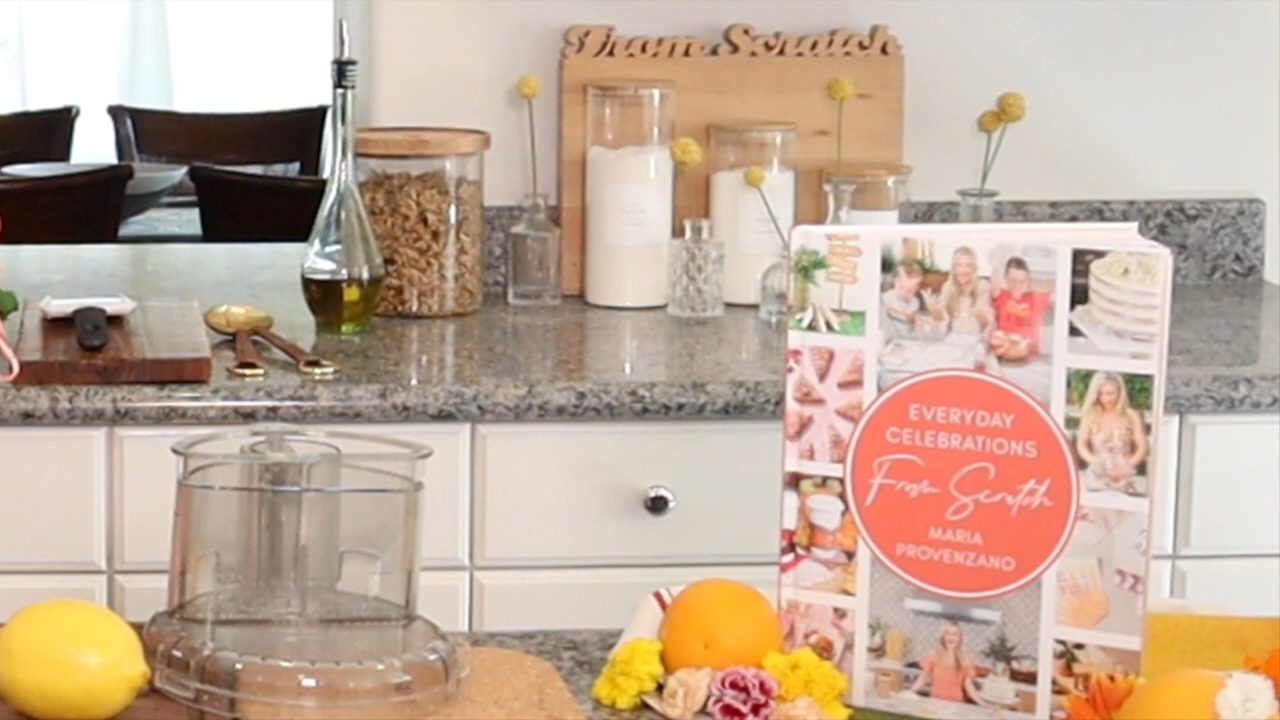 From Scratch
EVERYDAY
CELEBRATIONS
From Scratch
MARIA
PROVENZANO